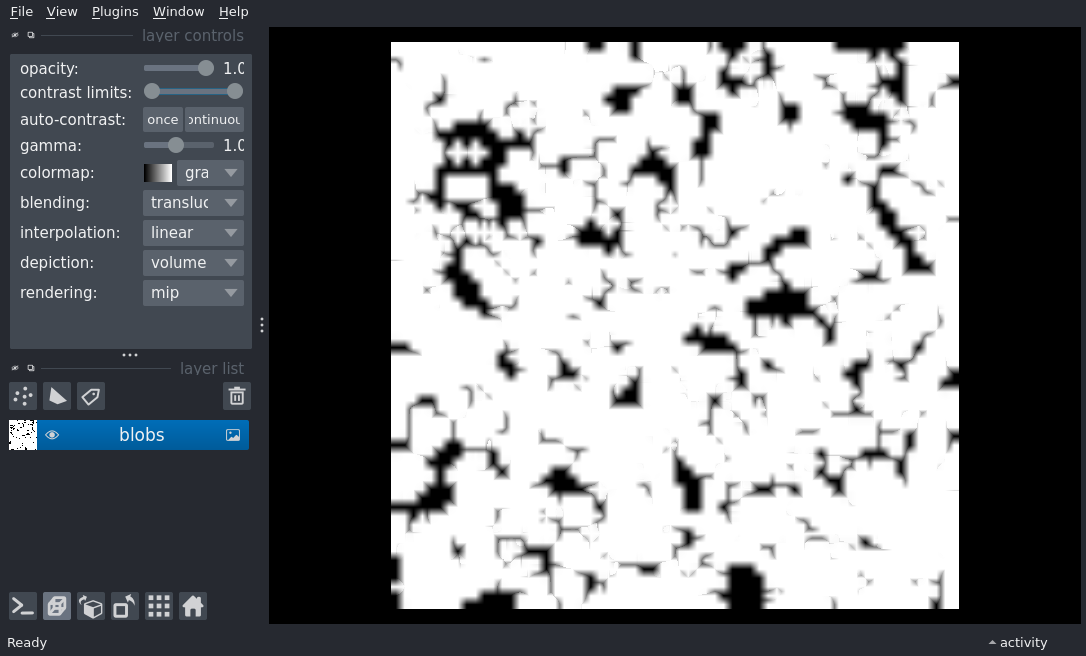 File View Plugins Window Help
layer controls
opacity: 1.0
contrast limits:
auto-contrast: once ontinuou
gamma: 1.0
colormap: gra
blending: transluc
interpolation: linear
depiction: volume
rendering: mip
layer list
blobs
Ready activity